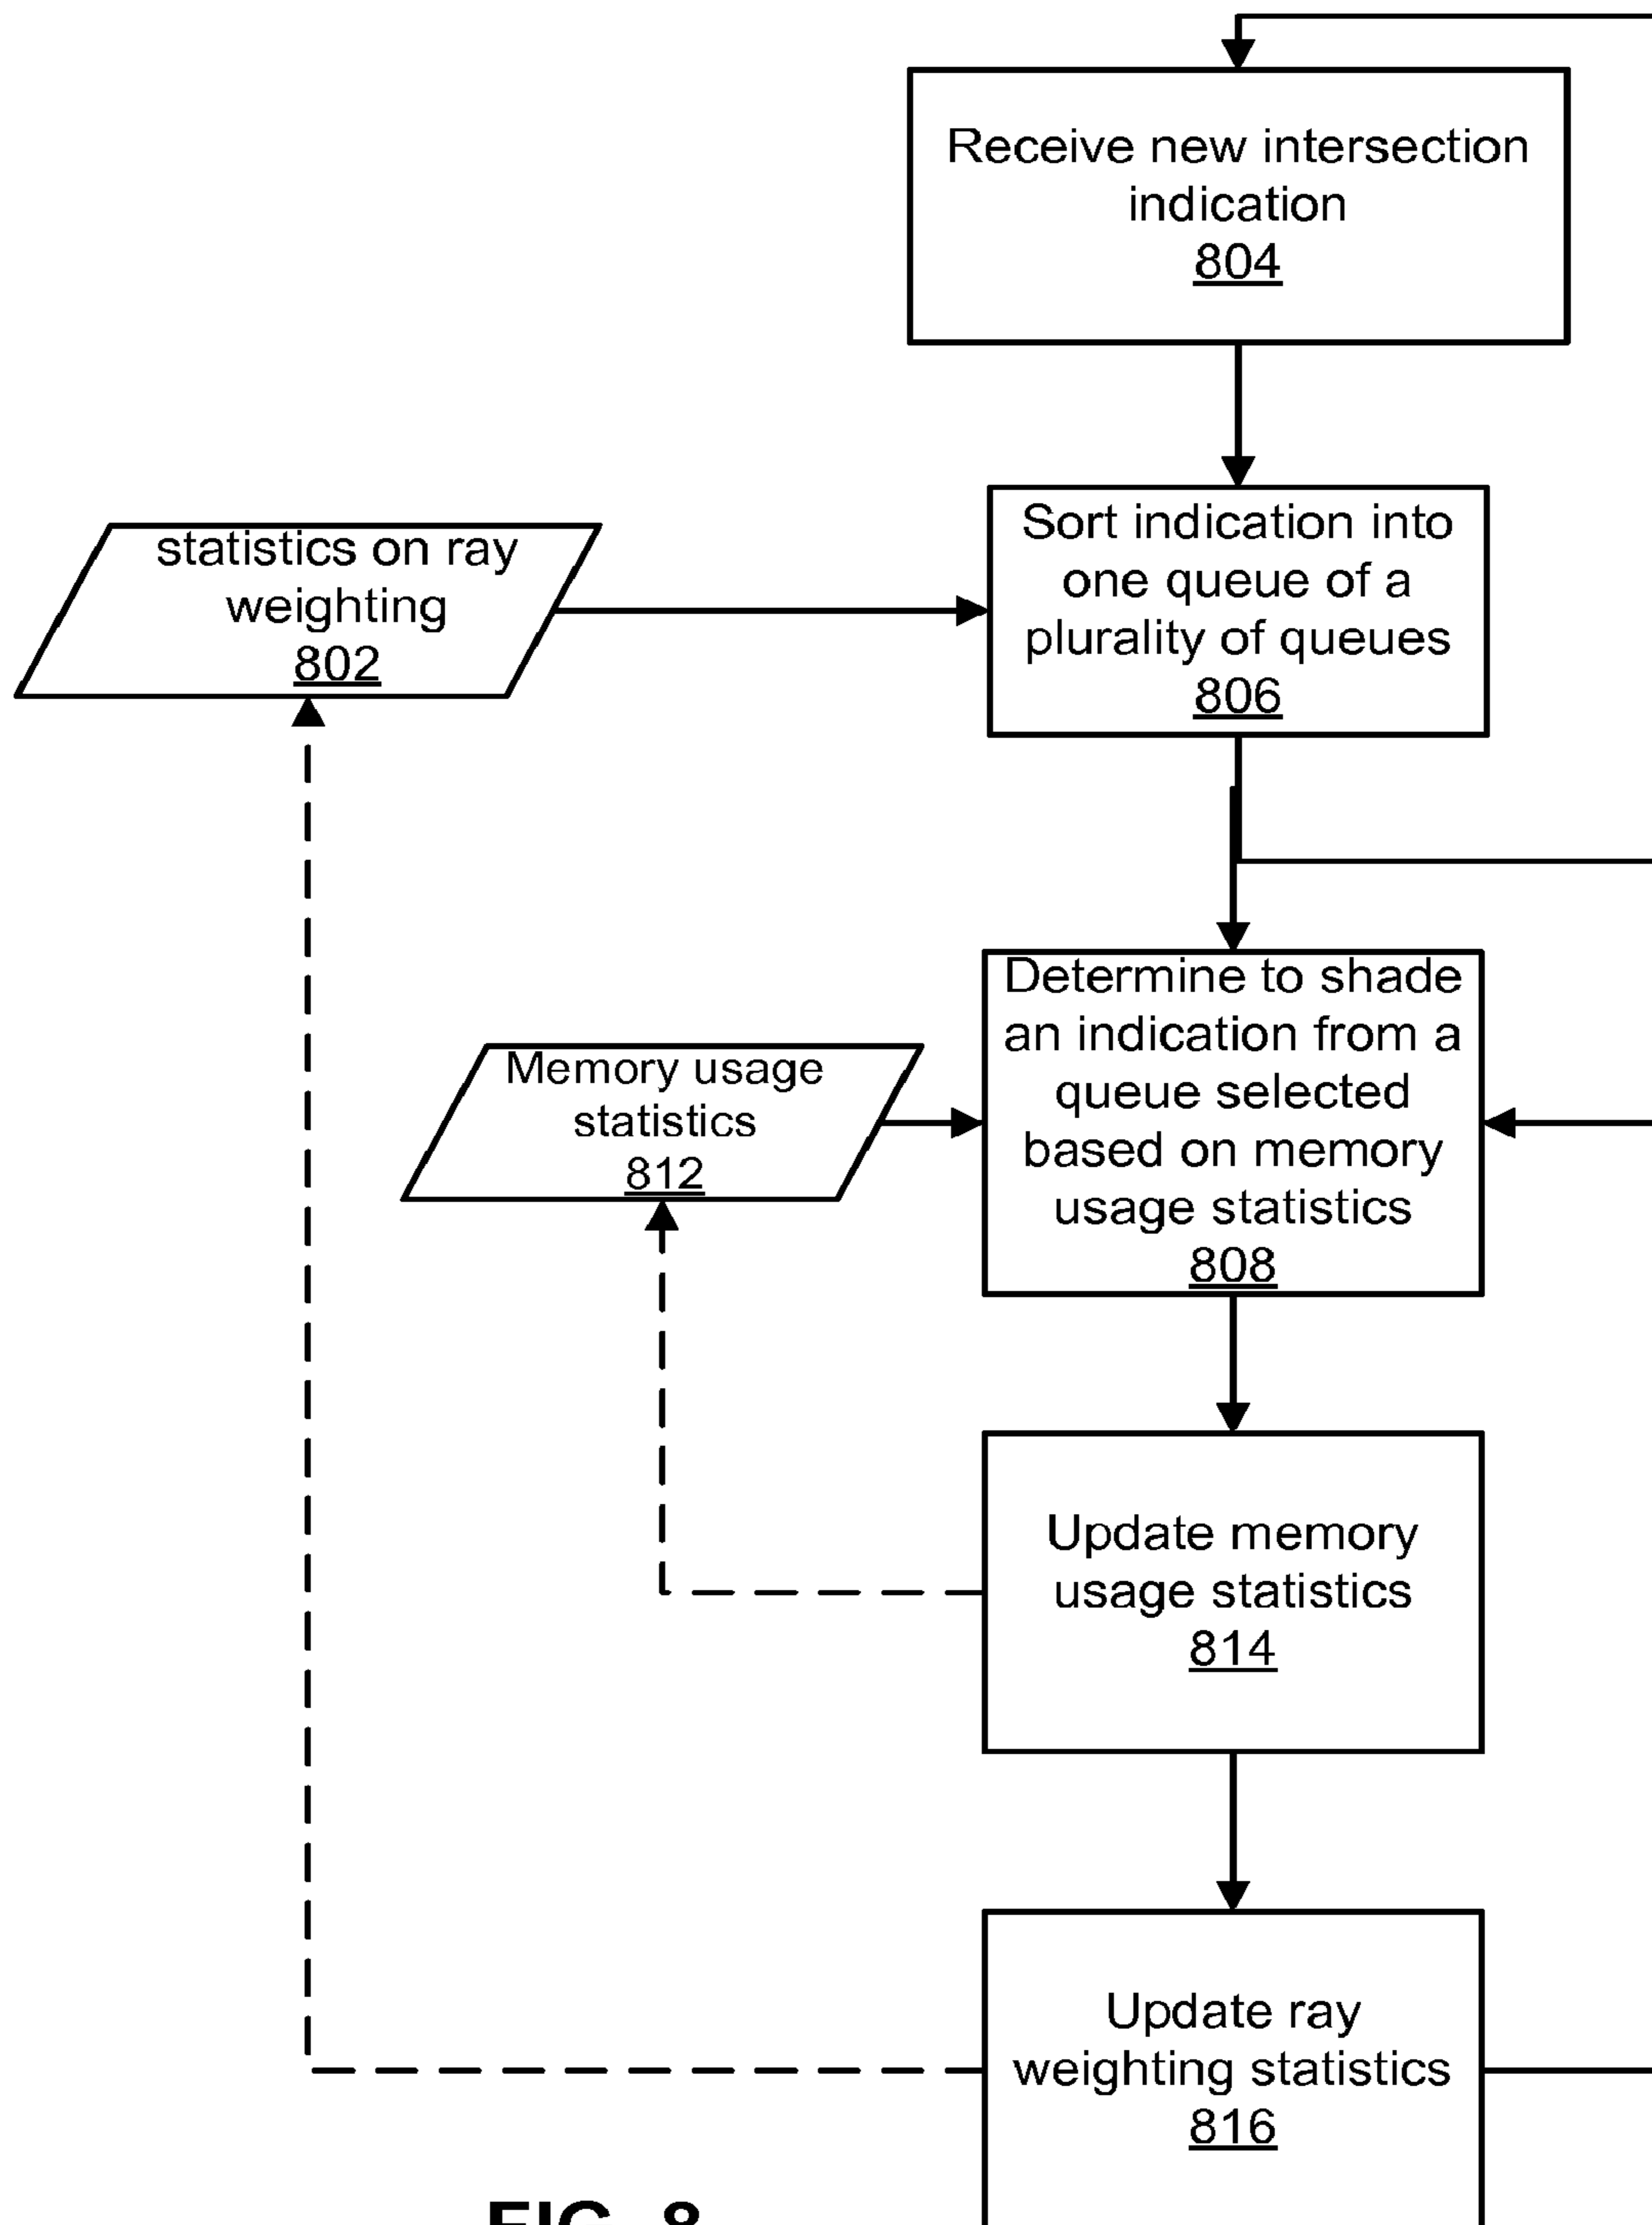 Receive new intersection
indication
804
statistics on ray
weighting
802
Sort indication into
one queue of a
plurality of queues
806
Memory usage
statistics
812
Determine to shade
an indication from a
queue selected
based on memory
usage statistics
808
Update memory
usage statistics
814
Update ray
weighting statistics
816
FIG. 8